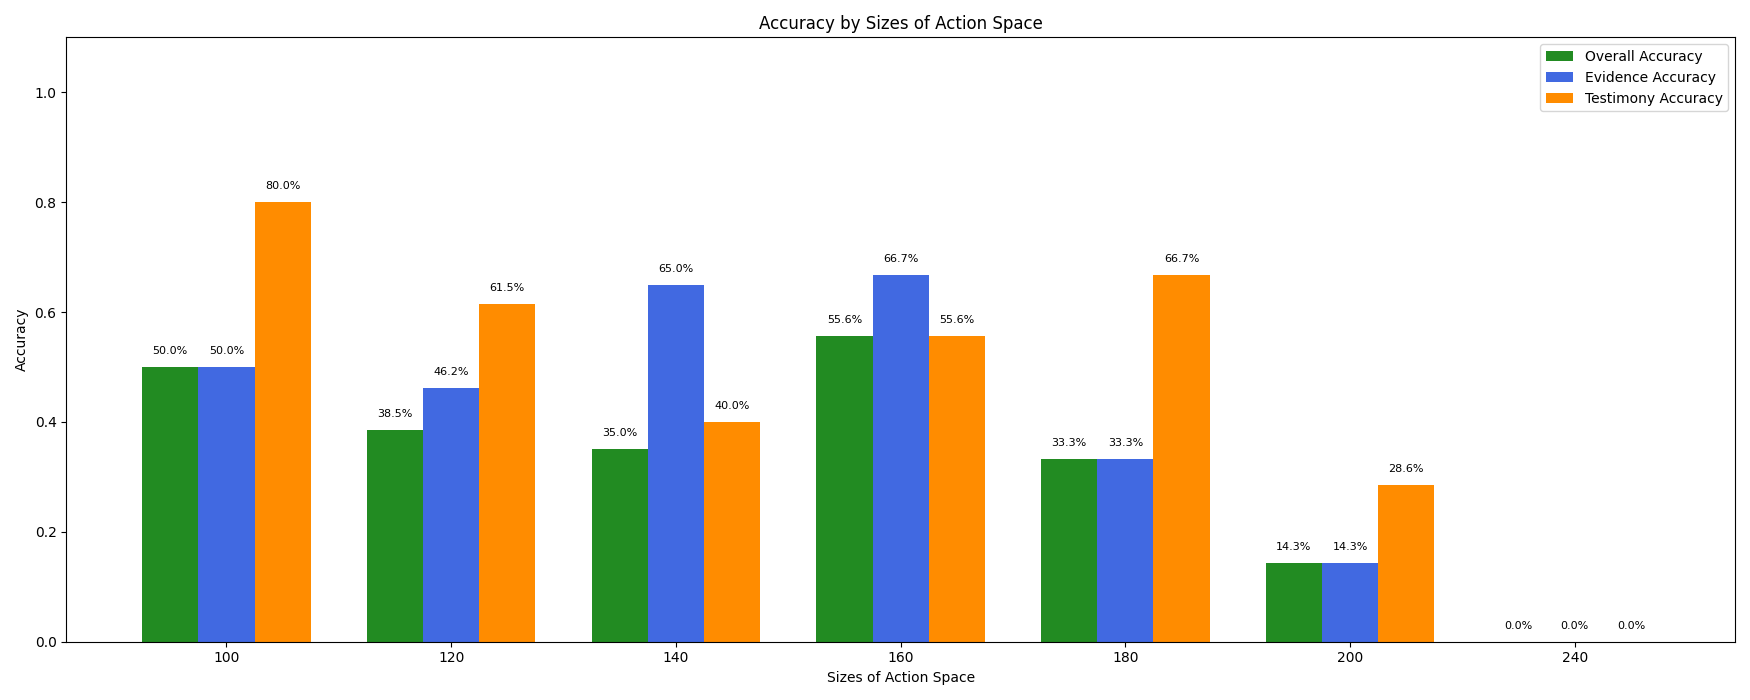 Accuracy by Sizes of Action Space
Overall Accuracy
Evidence Accuracy
Testimony Accuracy
Accuracy
1.0
0.8
0.6
0.4
0.2
0.0
50.0% 50.0% 80.0%
38.5% 46.2% 61.5%
35.0% 65.0% 40.0%
55.6% 66.7% 55.6%
33.3% 33.3% 66.7%
14.3% 14.3% 28.6%
0.0% 0.0% 0.0%
100 120 140 160 180 200 240
Sizes of Action Space